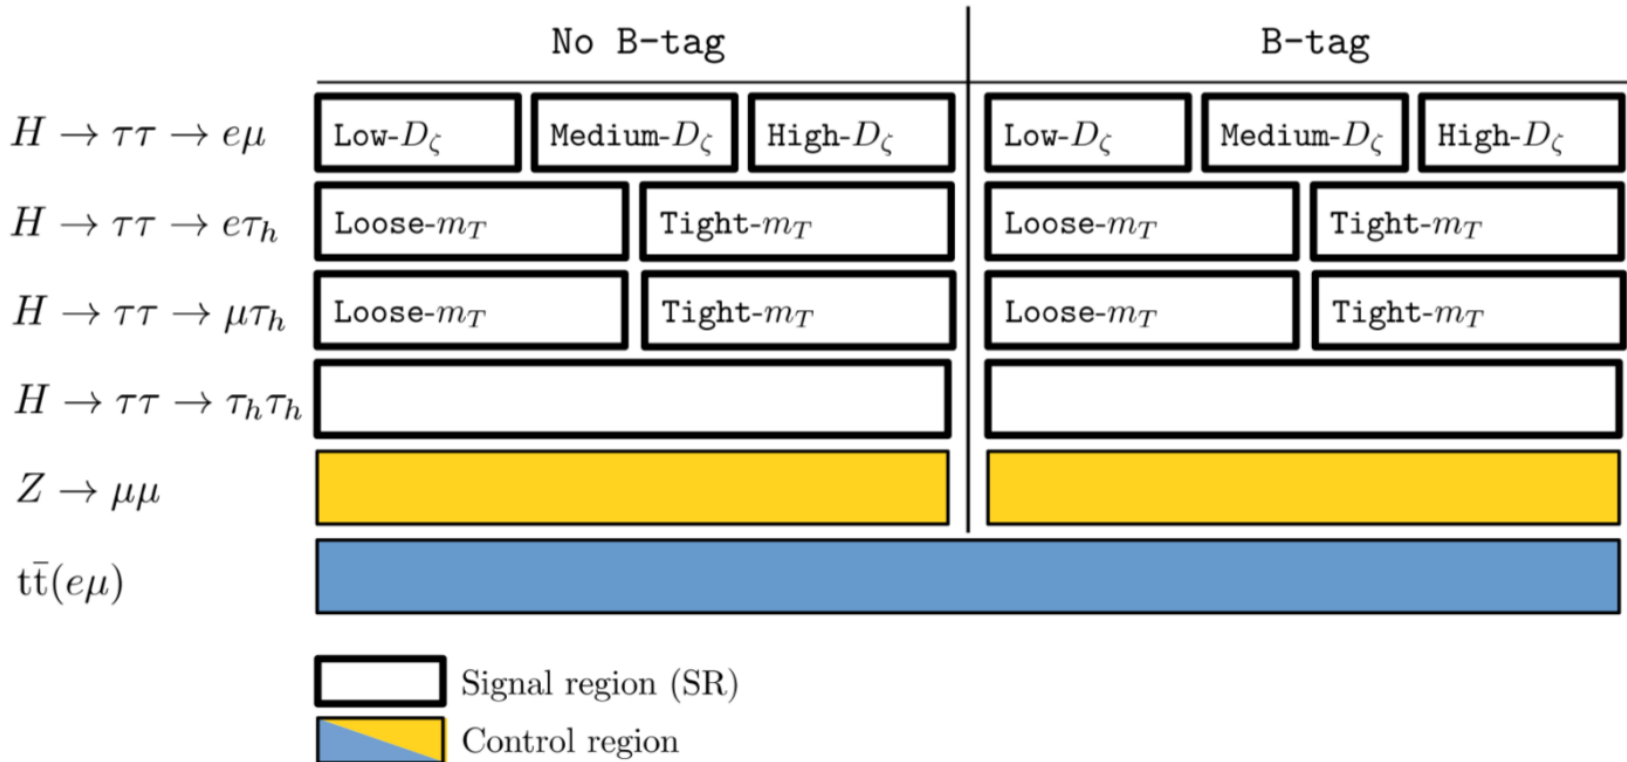 No B-tag B-tag
H → ττ → eμ Low-D_ζ Medium-D_ζ High-D_ζ Low-D_ζ Medium-D_ζ High-D_ζ
H → ττ → eτ_h Loose-m_T Tight-m_T Loose-m_T Tight-m_T
H → ττ → μτ_h Loose-m_T Tight-m_T Loose-m_T Tight-m_T
H → ττ → τ_hτ_h
Z → μμ
tt̄(eμ)
Signal region (SR)
Control region